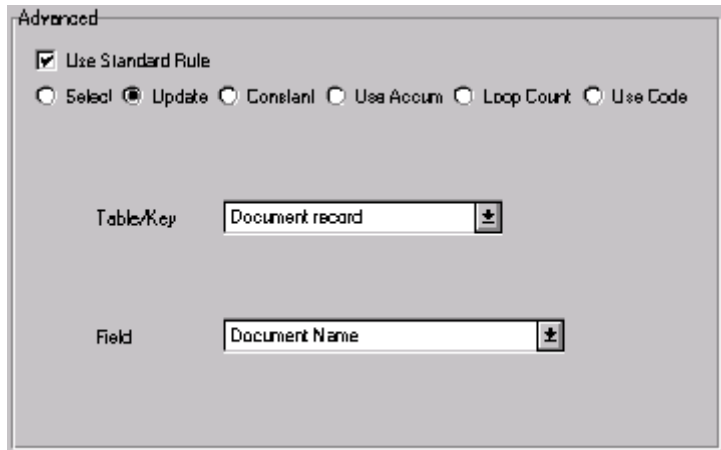 Advanced
Use Standard Rule
Select Update Constant Use Accum Loop Count Use Code
Table/Key Document record
Field Document Name